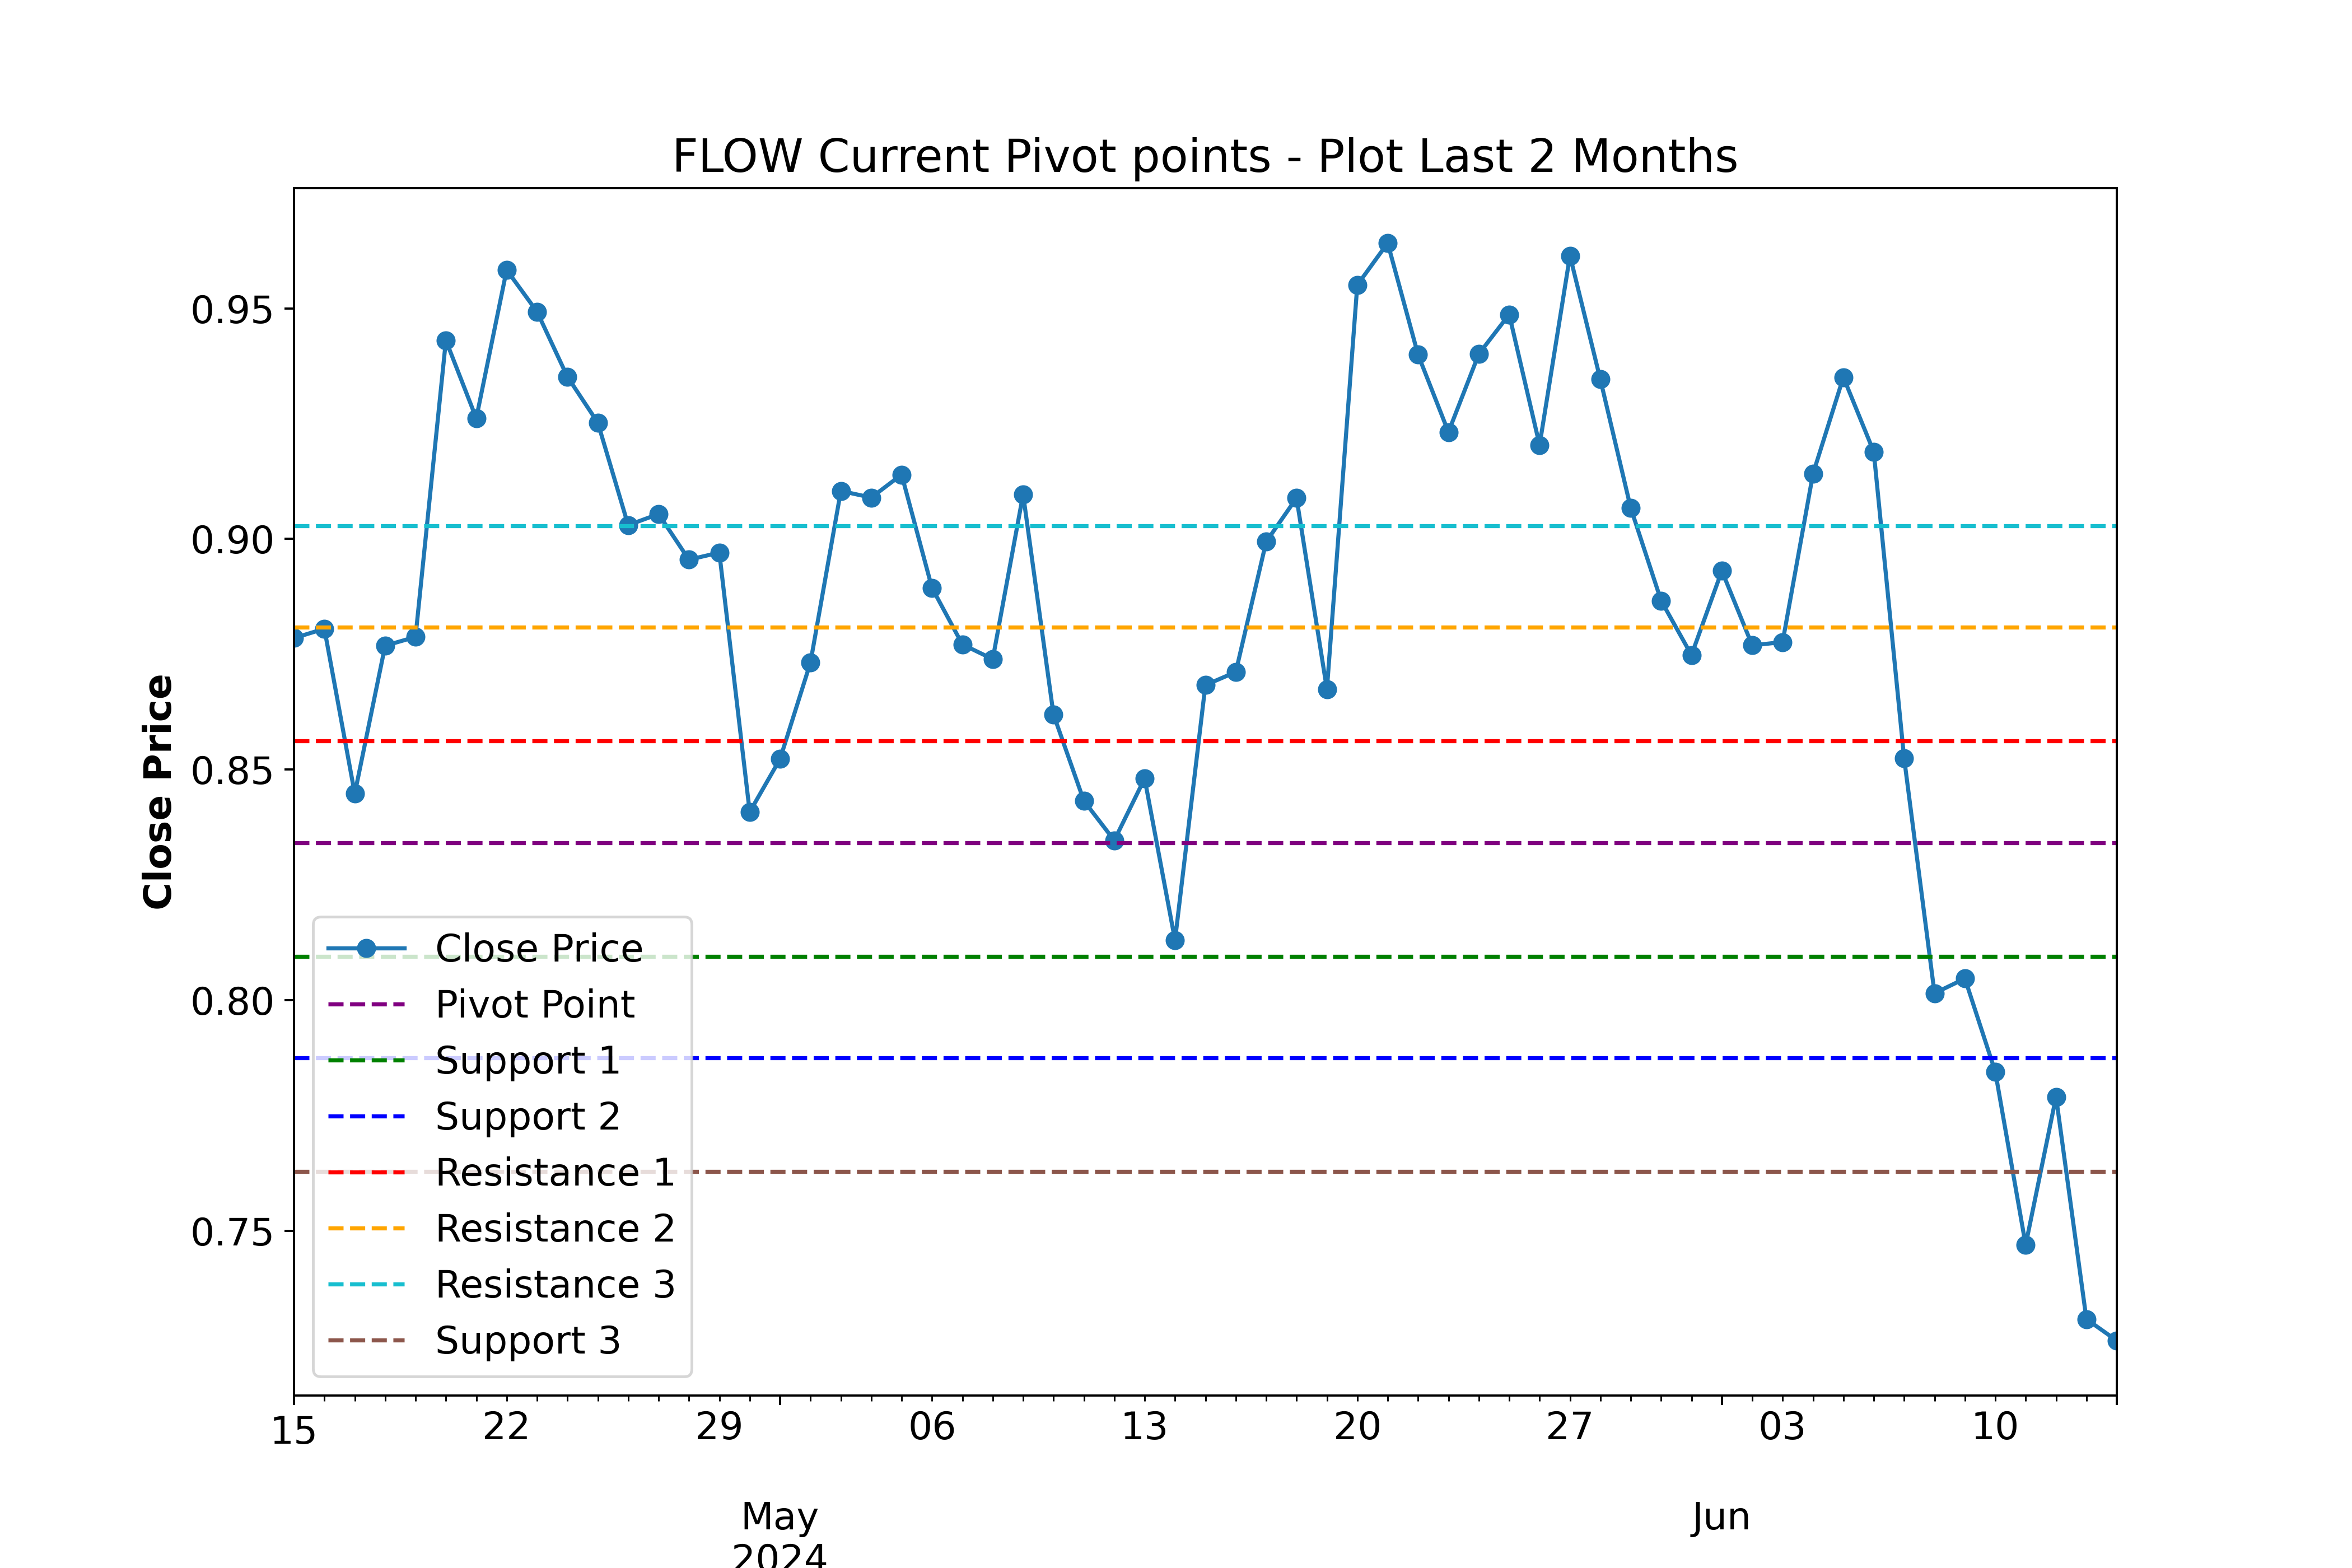 FLOW Current Pivot points - Plot Last 2 Months
Close Price
0.95
0.90
0.85
0.80
0.75
Close Price
Pivot Point
Support 1
Support 2
Resistance 1
Resistance 2
Resistance 3
Support 3
15 22 29 06 13 20 27 03 10
May Jun
2024